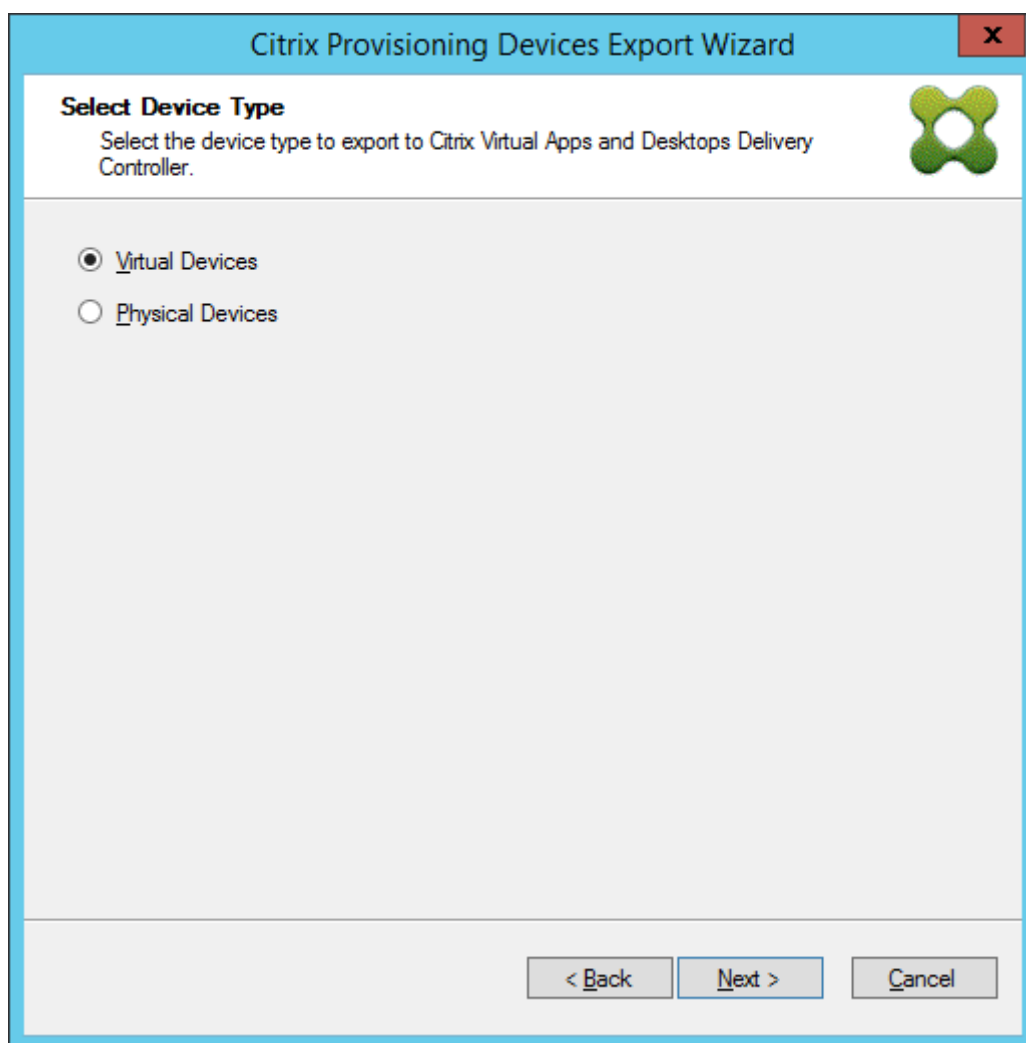 Citrix Provisioning Devices Export Wizard
x
Select Device Type
Select the device type to export to Citrix Virtual Apps and Desktops Delivery
Controller.
Virtual Devices
Physical Devices
< Back
Next >
Cancel